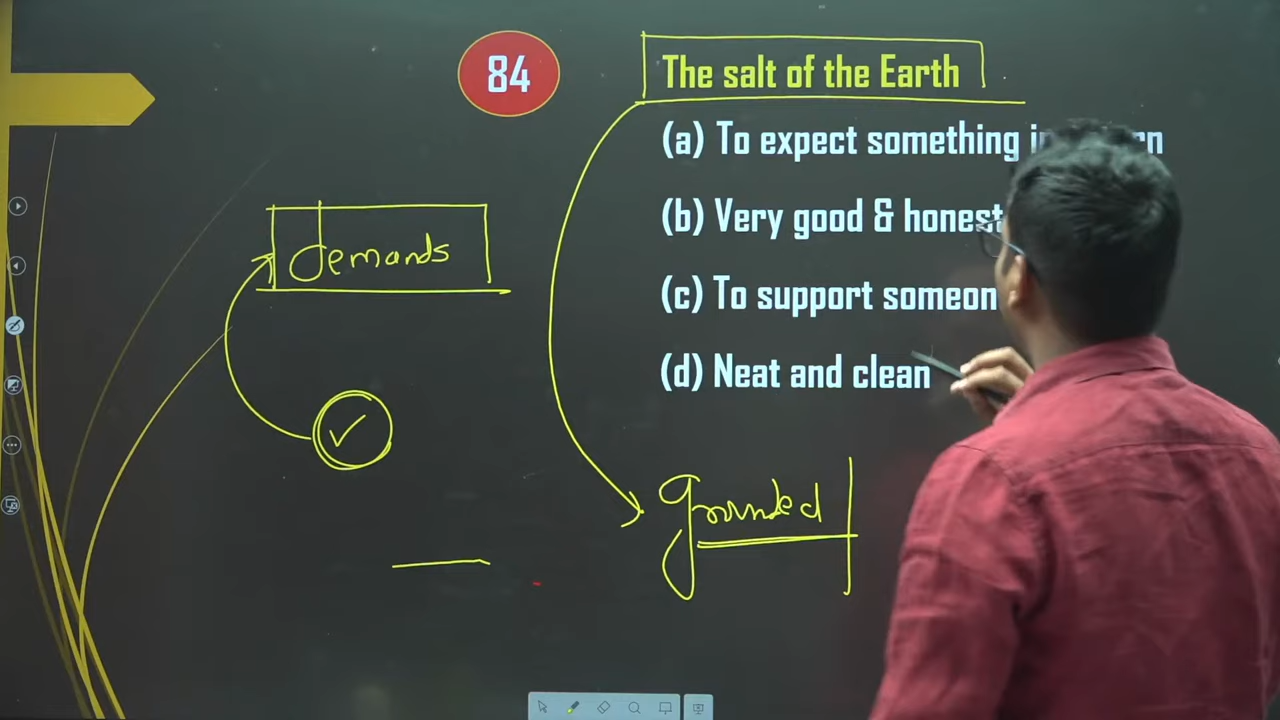 84
The salt of the Earth
(a) To expect something in
(b) Very good & honest
(c) To support someon
(d) Neat and clean
demands
grounded